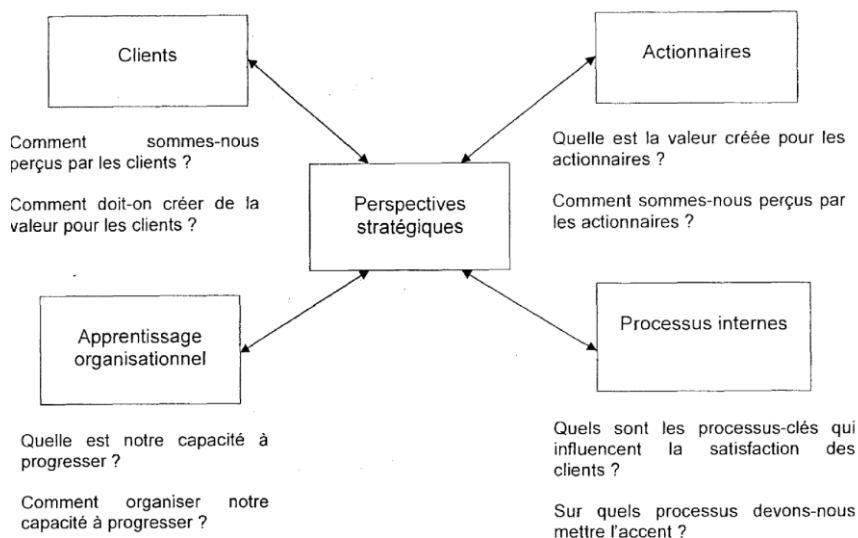 Clients
Comment sommes-nous
perçus par les clients ?
Comment doit-on créer de la
valeur pour les clients ?
Actionnaires
Quelle est la valeur créée pour les
actionnaires ?
Comment sommes-nous perçus par
les actionnaires ?
Perspectives
stratégiques
Apprentissage
organisationnel
Quelle est notre capacité à
progresser ?
Comment organiser notre
capacité à progresser ?
Processus internes
Quels sont les processus-clés qui
influencent la satisfaction des
clients ?
Sur quels processus devons-nous
mettre l'accent ?